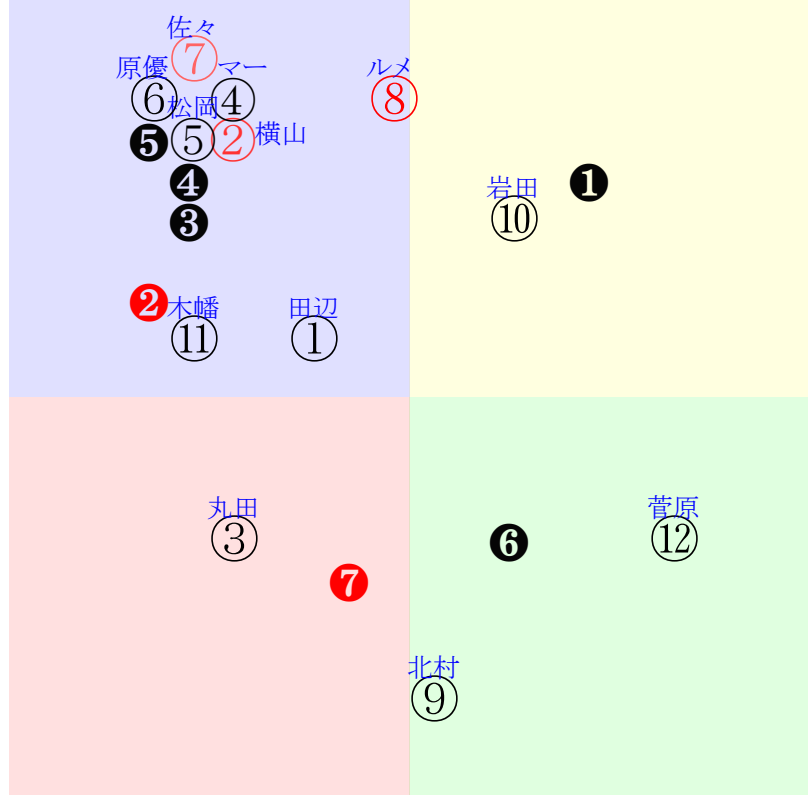 佐々
⑦
原優
マー
ルメ
⑥
松岡
④
⑧
❺
⑤
②
横山
❹
岩田
❶
❸
⑩
❷
木幡
田辺
⑪
①
丸田
菅原
③
❻
⑫
❼
北村
⑨